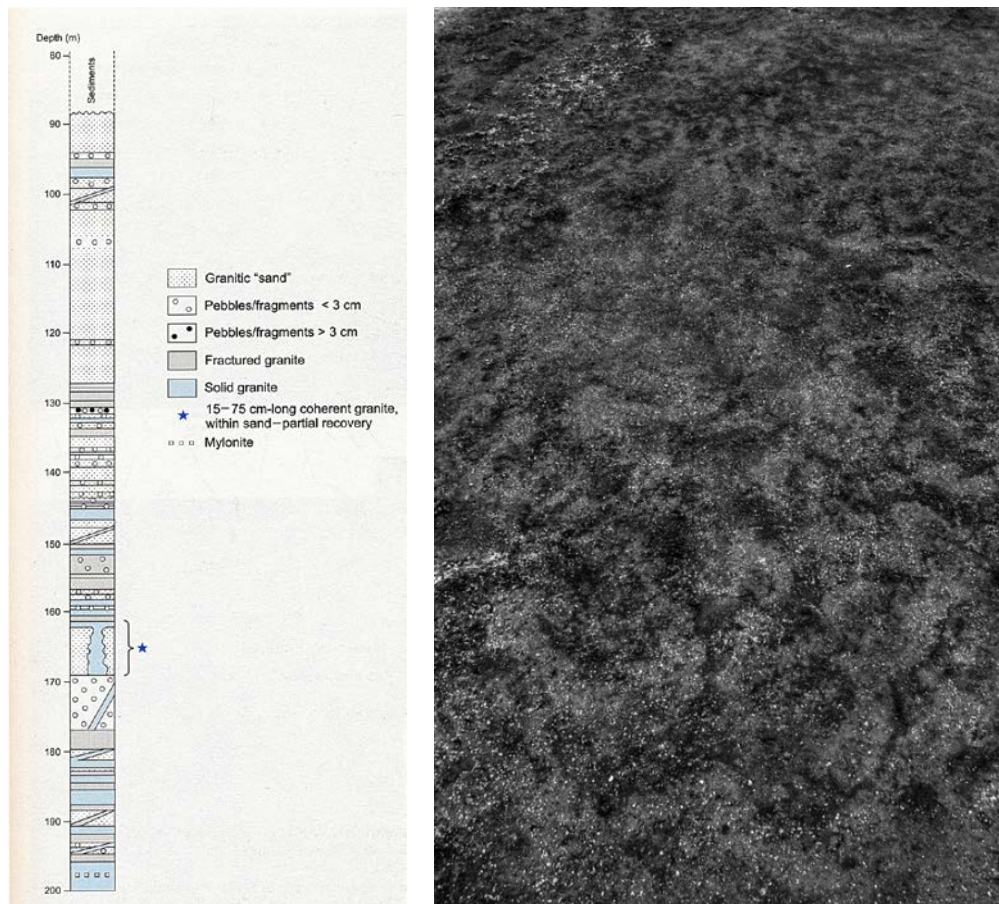 Depth (m)
80
Sediments
90
100
110
120
130
140
150
160
170
180
190
200
Granitic “sand”
Pebbles/fragments < 3 cm
Pebbles/fragments > 3 cm
Fractured granite
Solid granite
15–75 cm-long coherent granite,
within sand–partial recovery
Mylonite